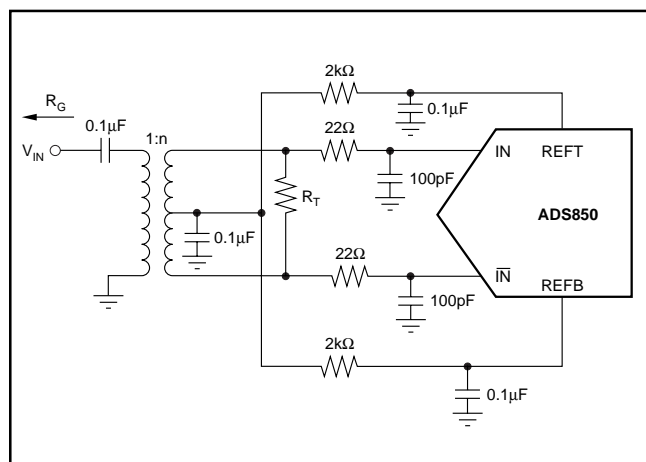 2kΩ
R_G
0.1µF
0.1µF
22Ω
1:n
V_IN
IN
REFT
100pF
R_T
ADS850
0.1µF
22Ω
I̅N̅
REFB
100pF
2kΩ
0.1µF